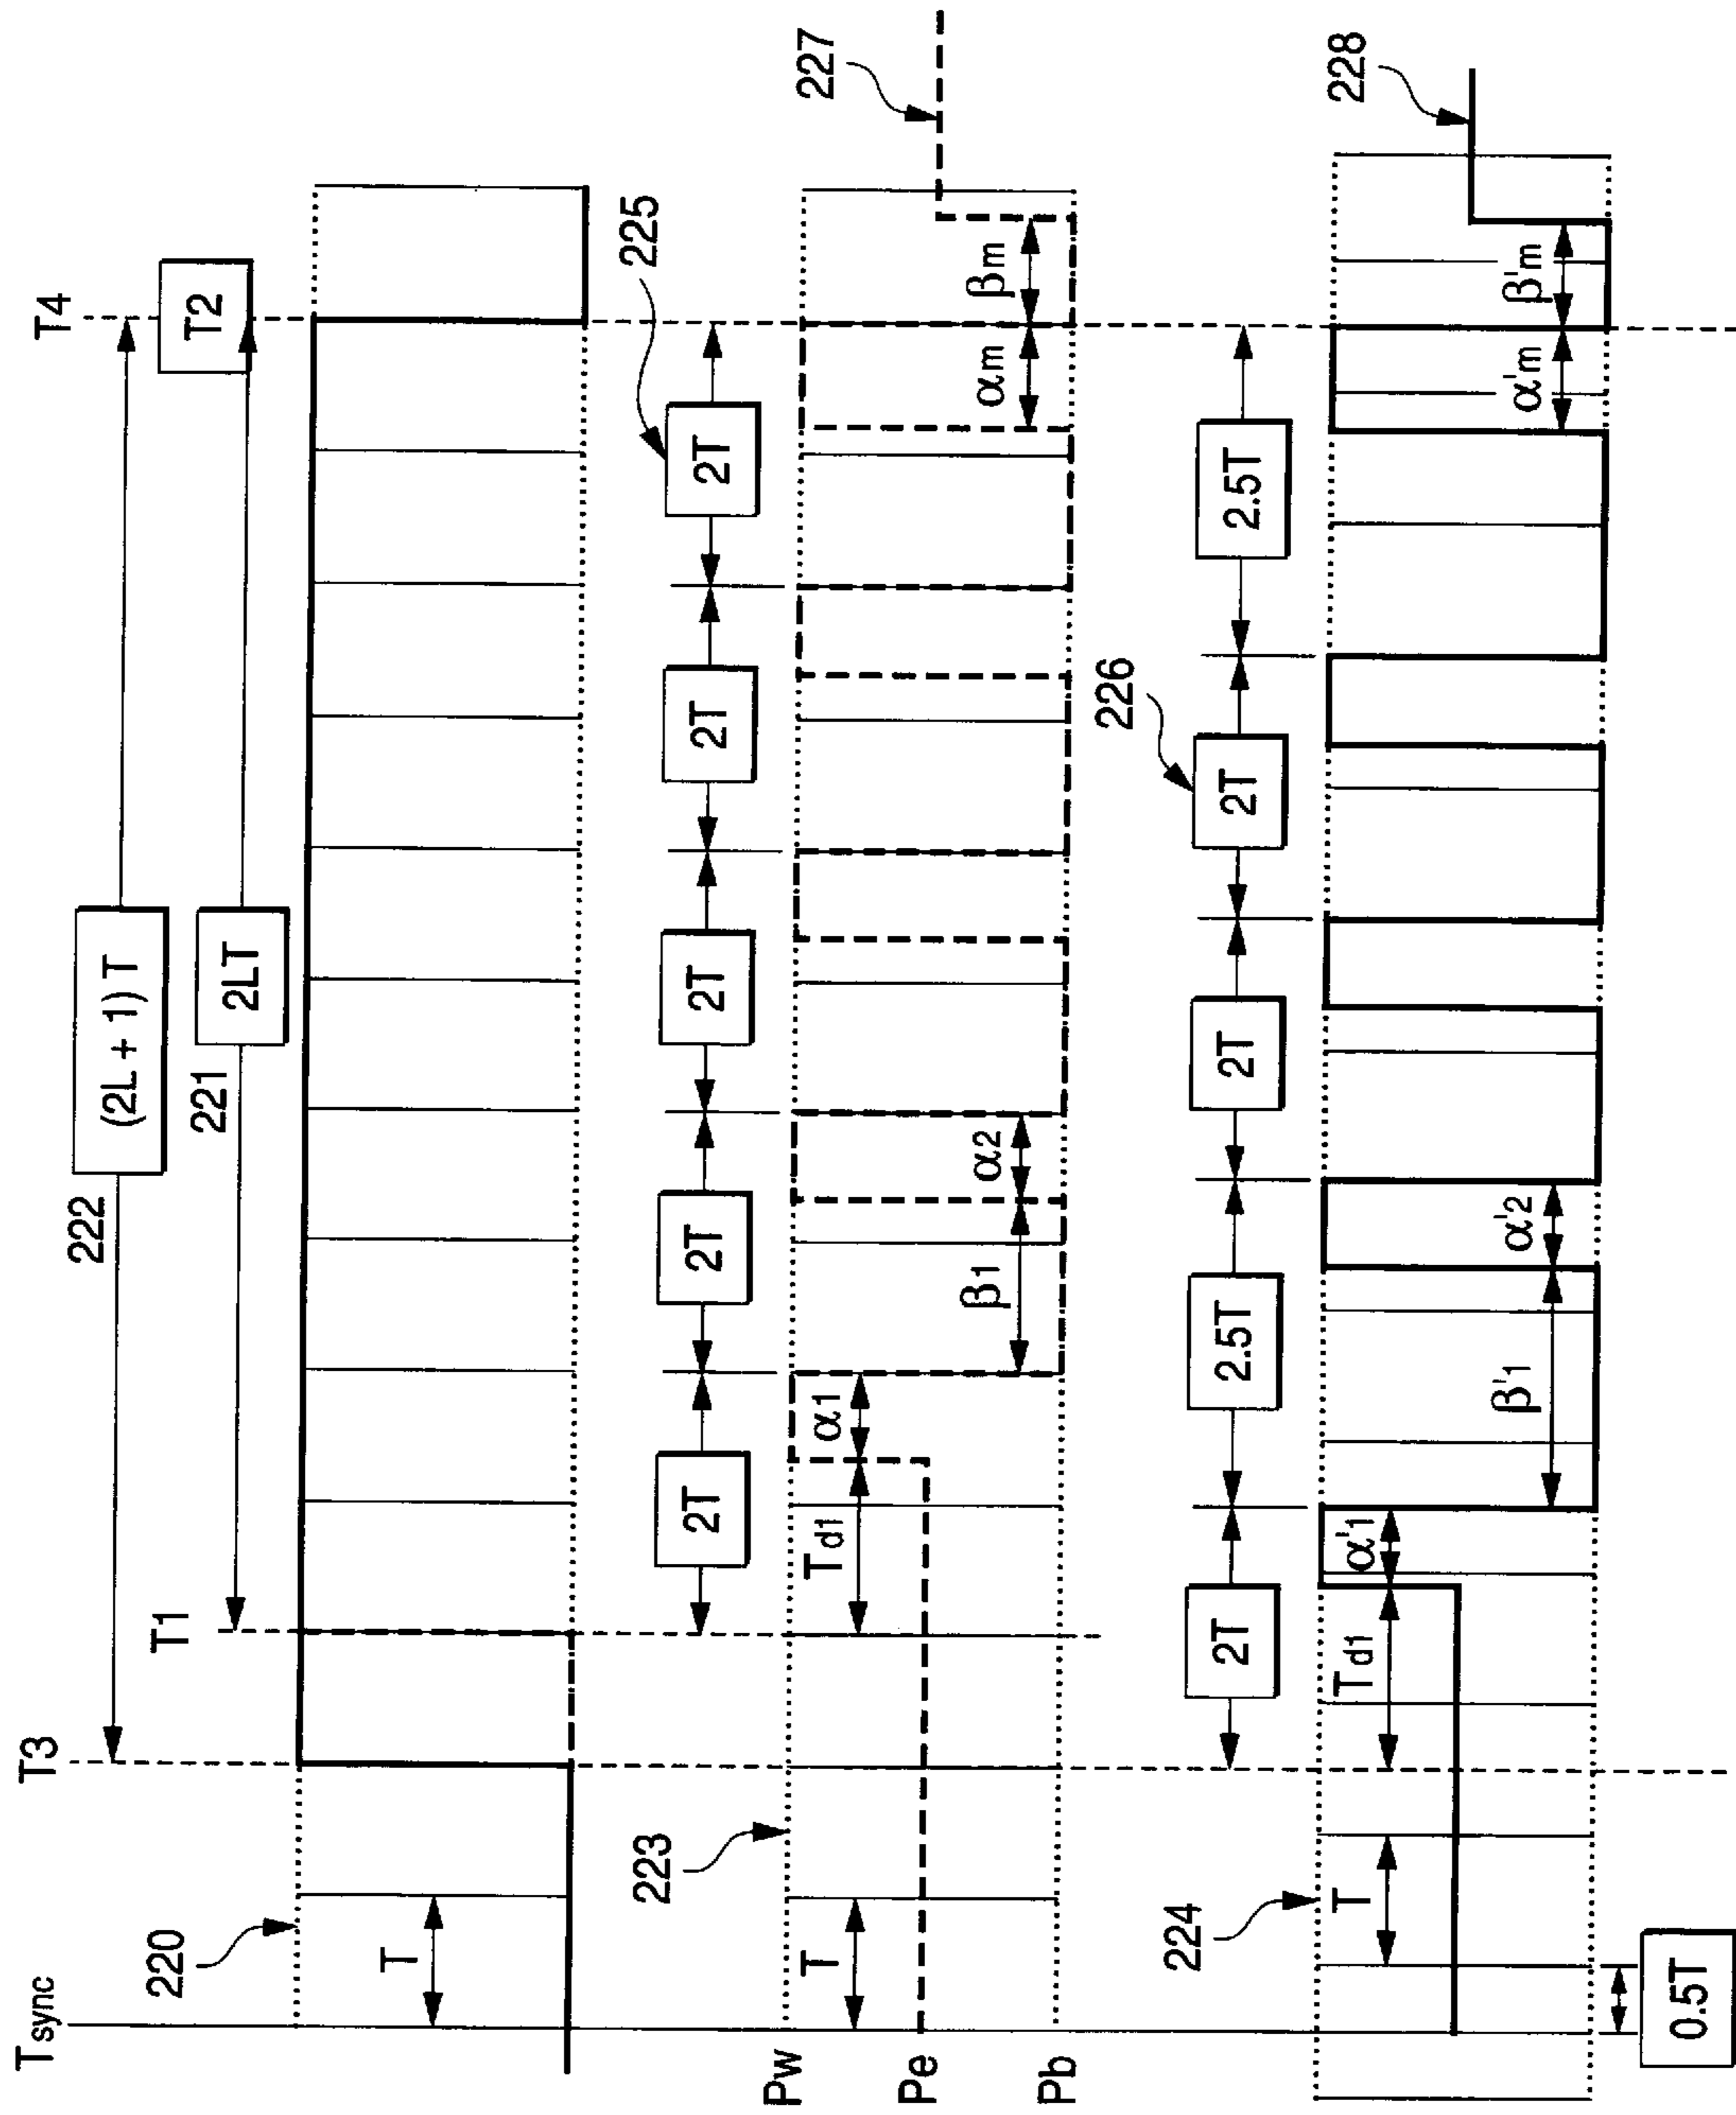 Tsync
T3
T1
T4
222
(2L + 1) T
221
2LT
T2
220
T
2T
2T
2T
2T
2T
225
223
Pw
Pe
Pb
T
Td1
α1
β1
α2
αm
βm
227
2T
2.5T
2T
2T
226
2.5T
224
T
Td1
α'1
β'1
α'2
α'm
β'm
228
0.5T